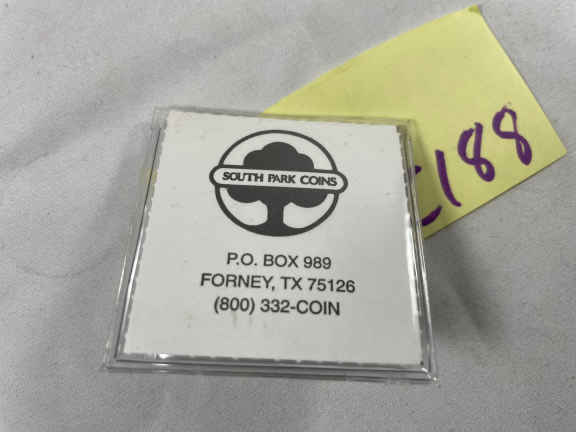 SOUTH PARK COINS
P.O. BOX 989
FORNEY, TX 75126
(800) 332-COIN
188